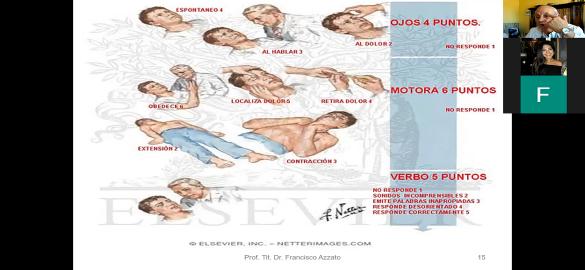 ESPONTANEO 4
OJOS 4 PUNTOS.
AL HABLAR 3
AL DOLOR 2
NO RESPONDE 1
MOTORA 6 PUNTOS
OBEDECE 6
LOCALIZA DOLOR 5
RETIRA DOLOR 4
NO RESPONDE 1
EXTENSIÓN 2
CONTRACCIÓN 3
VERBO 5 PUNTOS
NO RESPONDE 1
SONIDOS INCOMPRENSIBLES 2
EMITE PALABRAS INAPROPIADAS 3
RESPONDE DESORIENTADO 4
RESPONDE CORRECTAMENTE 5
F. Netter
ELSEVIER
© ELSEVIER, INC. – NETTERIMAGES.COM
Prof. Tit. Dr. Francisco Azzato
15
F